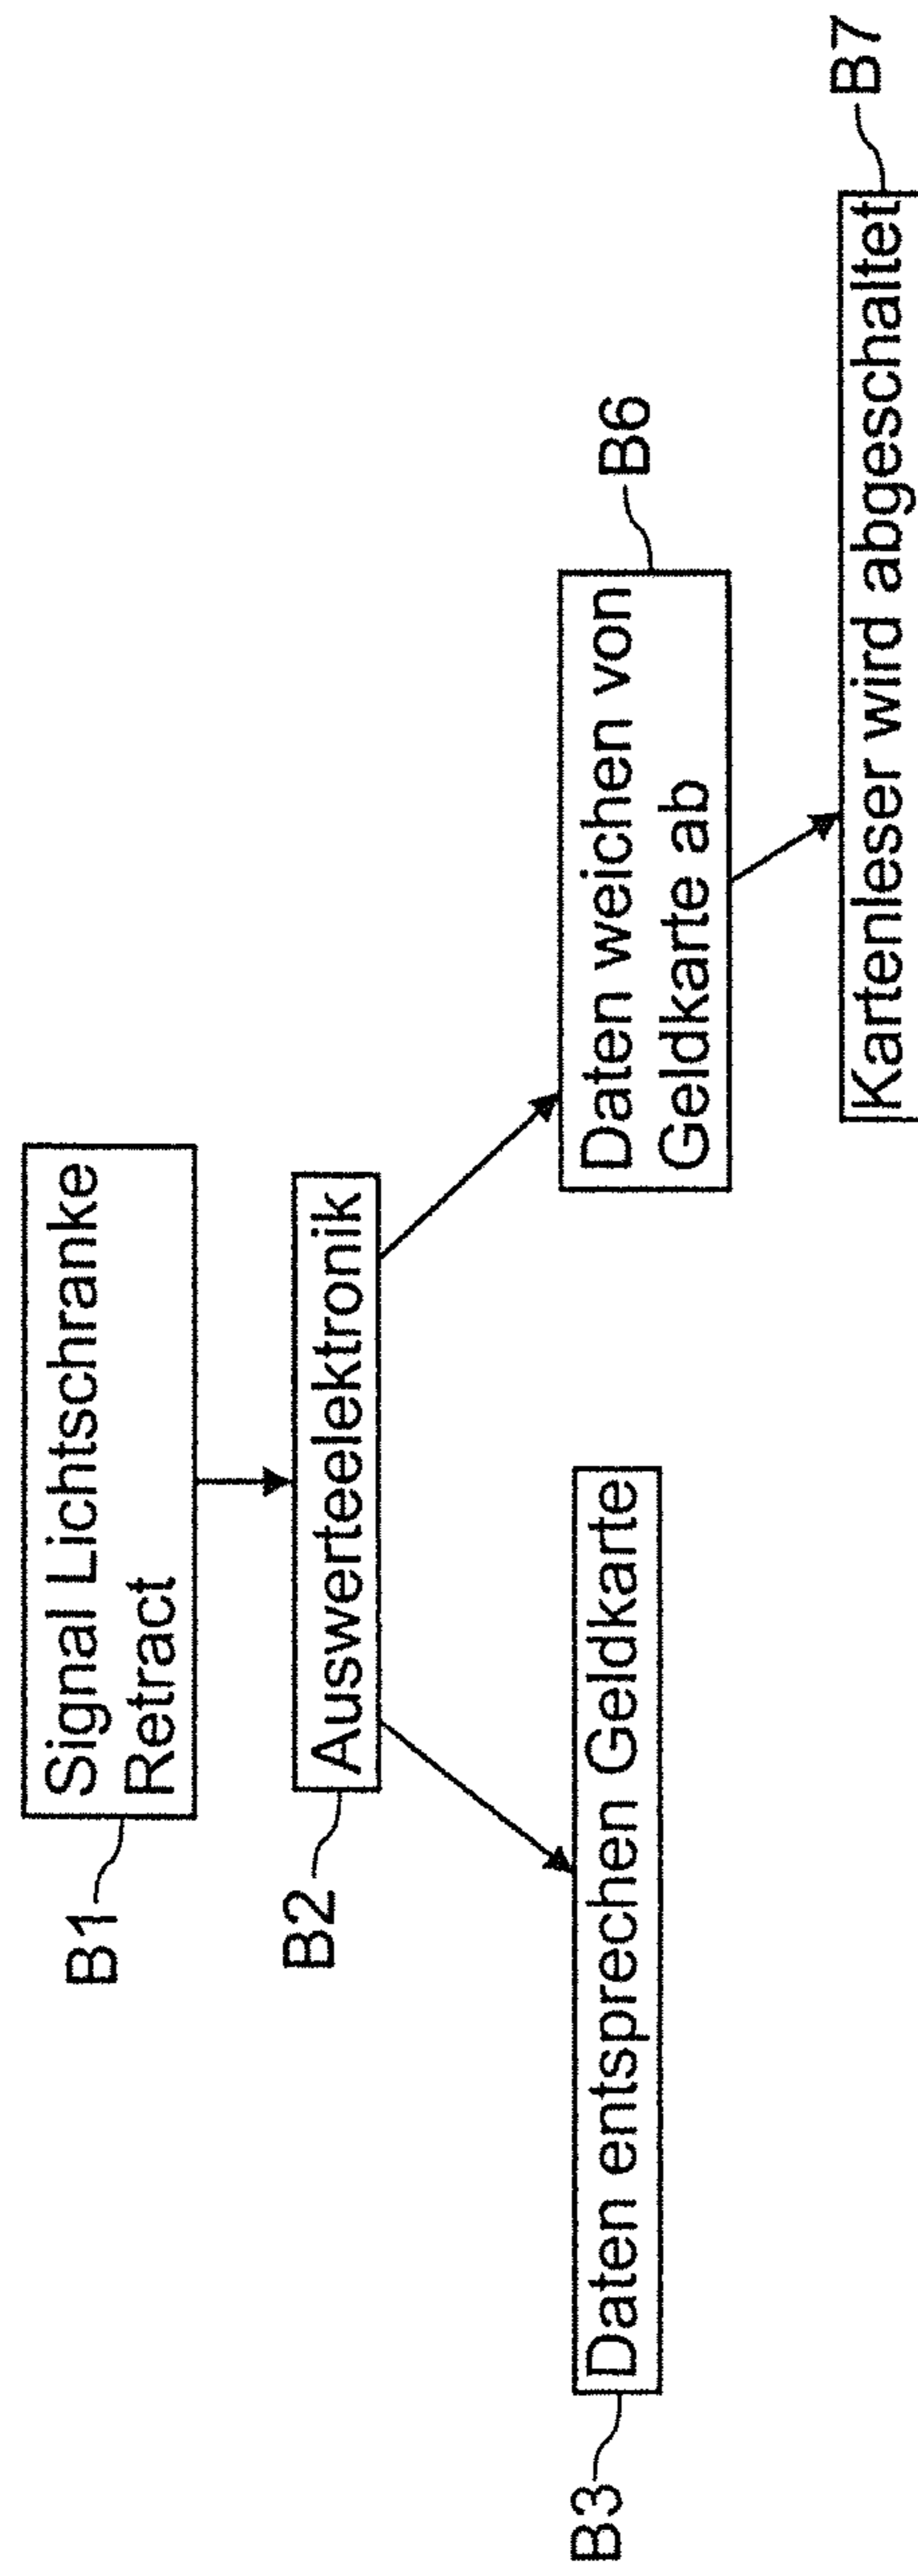 Signal Lichtschranke
Retract
B1
Auswerteelektronik
B2
Daten entsprechen Geldkarte
B3
Daten weichen von
Geldkarte ab
B6
Kartenleser wird abgeschaltet
B7